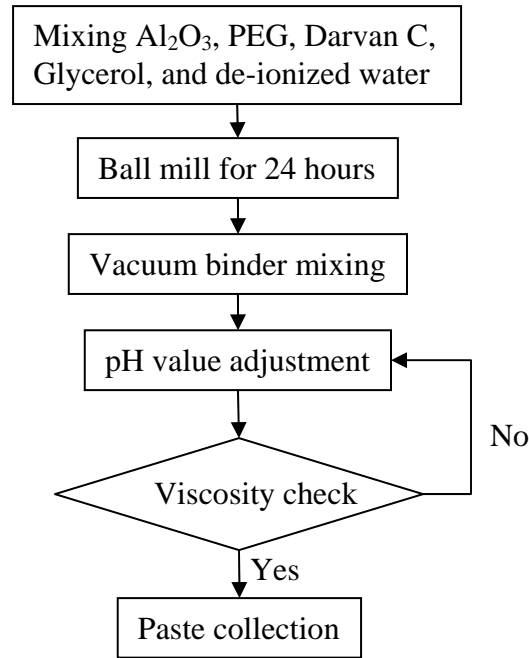 Mixing Al₂O₃, PEG, Darvan C,
Glycerol, and de-ionized water
Ball mill for 24 hours
Vacuum binder mixing
pH value adjustment
No
Viscosity check
Yes
Paste collection